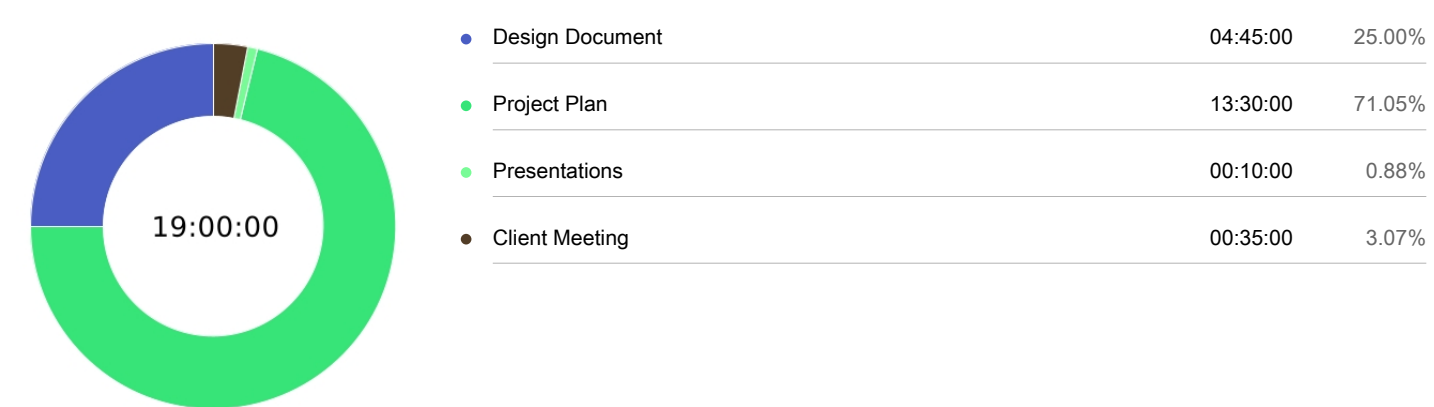 Design Document 04:45:00 25.00%
Project Plan 13:30:00 71.05%
Presentations 00:10:00 0.88%
19:00:00
Client Meeting 00:35:00 3.07%